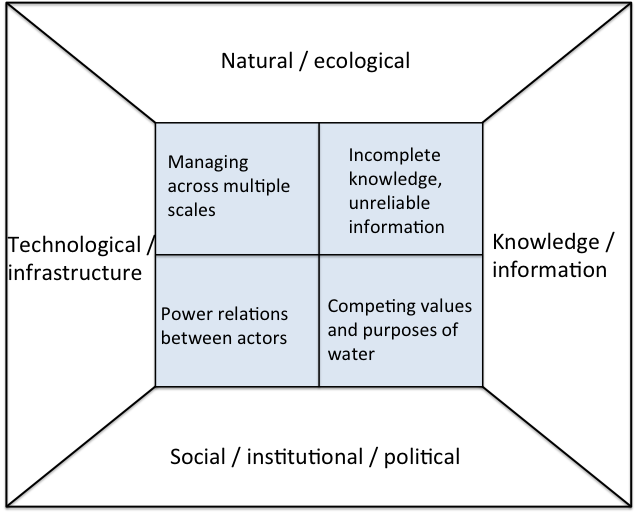 Natural / ecological
Managing
across multiple
scales
Incomplete
knowledge,
unreliable
information
Technological /
infrastructure
Knowledge /
information
Power relations
between actors
Competing values
and purposes of
water
Social / institutional / political